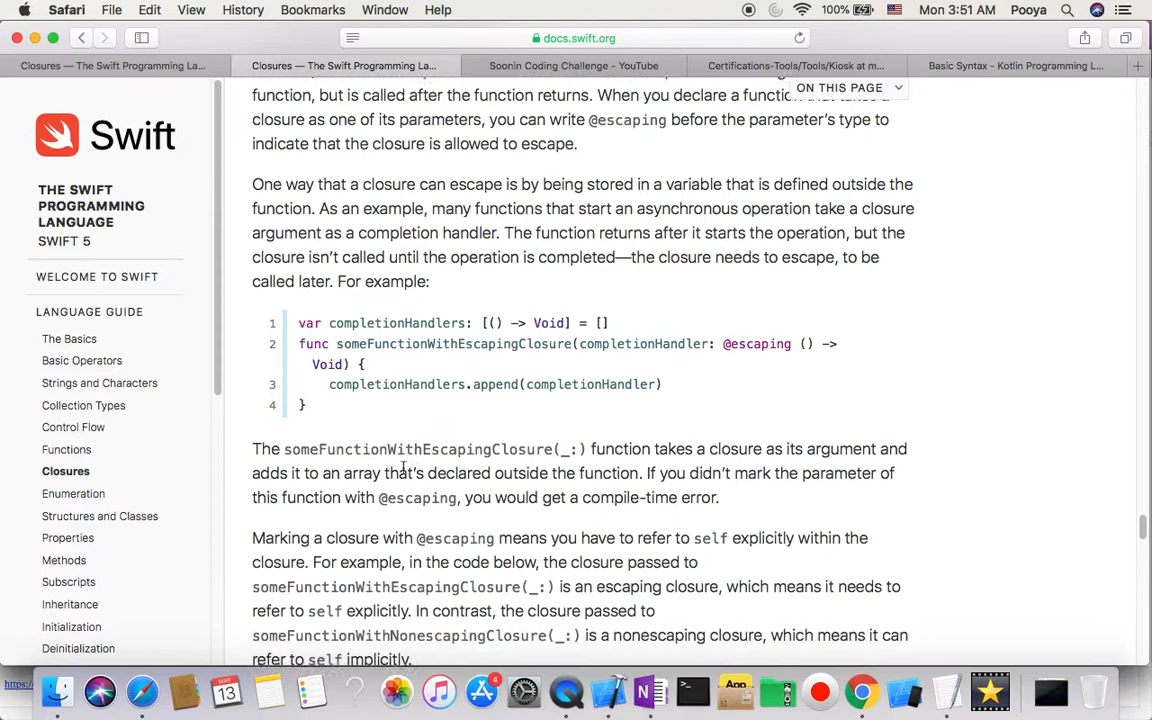 Safari File Edit View History Bookmarks Window Help 100% Mon 3:51 AM Pooya
docs.swift.org
Closures — The Swift Programming La... Closures — The Swift Programming La... Soonin Coding Challenge - YouTube Certifications-Tools/Tools/Kiosk at m... Basic Syntax - Kotlin Programming L...
ON THIS PAGE
Swift
THE SWIFT
PROGRAMMING
LANGUAGE
SWIFT 5
WELCOME TO SWIFT
LANGUAGE GUIDE
The Basics
Basic Operators
Strings and Characters
Collection Types
Control Flow
Functions
Closures
Enumeration
Structures and Classes
Properties
Methods
Subscripts
Inheritance
Initialization
Deinitialization
function, but is called after the function returns. When you declare a function that takes a
closure as one of its parameters, you can write @escaping before the parameter's type to
indicate that the closure is allowed to escape.
One way that a closure can escape is by being stored in a variable that is defined outside the
function. As an example, many functions that start an asynchronous operation take a closure
argument as a completion handler. The function returns after it starts the operation, but the
closure isn't called until the operation is completed—the closure needs to escape, to be
called later. For example:
1 var completionHandlers: [() -> Void] = []
2 func someFunctionWithEscapingClosure(completionHandler: @escaping () ->
Void) {
3 completionHandlers.append(completionHandler)
4 }
The someFunctionWithEscapingClosure(_:) function takes a closure as its argument and
adds it to an array that's declared outside the function. If you didn't mark the parameter of
this function with @escaping, you would get a compile-time error.
Marking a closure with @escaping means you have to refer to self explicitly within the
closure. For example, in the code below, the closure passed to
someFunctionWithEscapingClosure(_:) is an escaping closure, which means it needs to
refer to self explicitly. In contrast, the closure passed to
someFunctionWithNonescapingClosure(_:) is a nonescaping closure, which means it can
refer to self implicitly.
https:
MAY
13
4
App